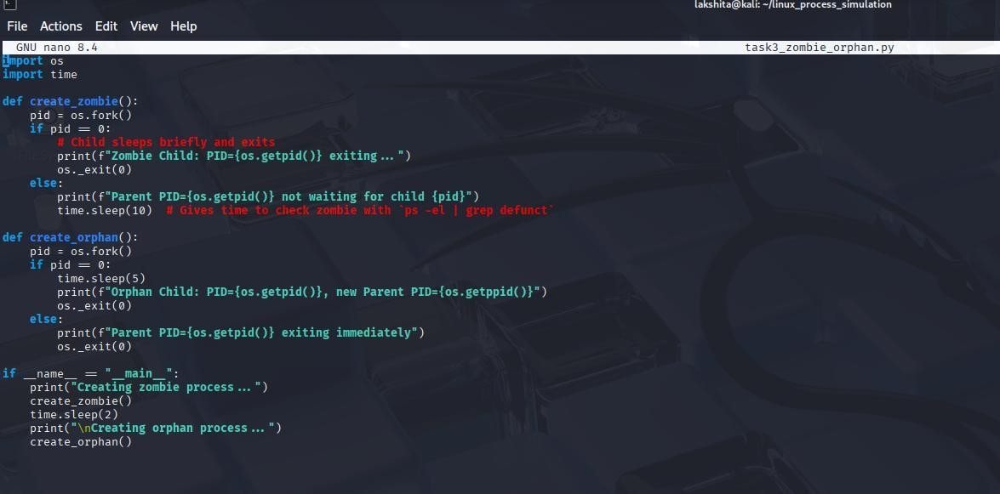 lakshita@kali: ~/linux_process_simulation
File Actions Edit View Help
GNU nano 8.4 task3_zombie_orphan.py
import os
import time

def create_zombie():
    pid = os.fork()
    if pid == 0:
        # Child sleeps briefly and exits
        print(f"Zombie Child: PID={os.getpid()} exiting...")
        os._exit(0)
    else:
        print(f"Parent PID={os.getpid()} not waiting for child {pid}")
        time.sleep(10)  # Gives time to check zombie with `ps -el | grep defunct`

def create_orphan():
    pid = os.fork()
    if pid == 0:
        time.sleep(5)
        print(f"Orphan Child: PID={os.getpid()}, new Parent PID={os.getppid()}")
        os._exit(0)
    else:
        print(f"Parent PID={os.getpid()} exiting immediately")
        os._exit(0)

if __name__ == "__main__":
    print("Creating zombie process...")
    create_zombie()
    time.sleep(2)
    print("\nCreating orphan process...")
    create_orphan()